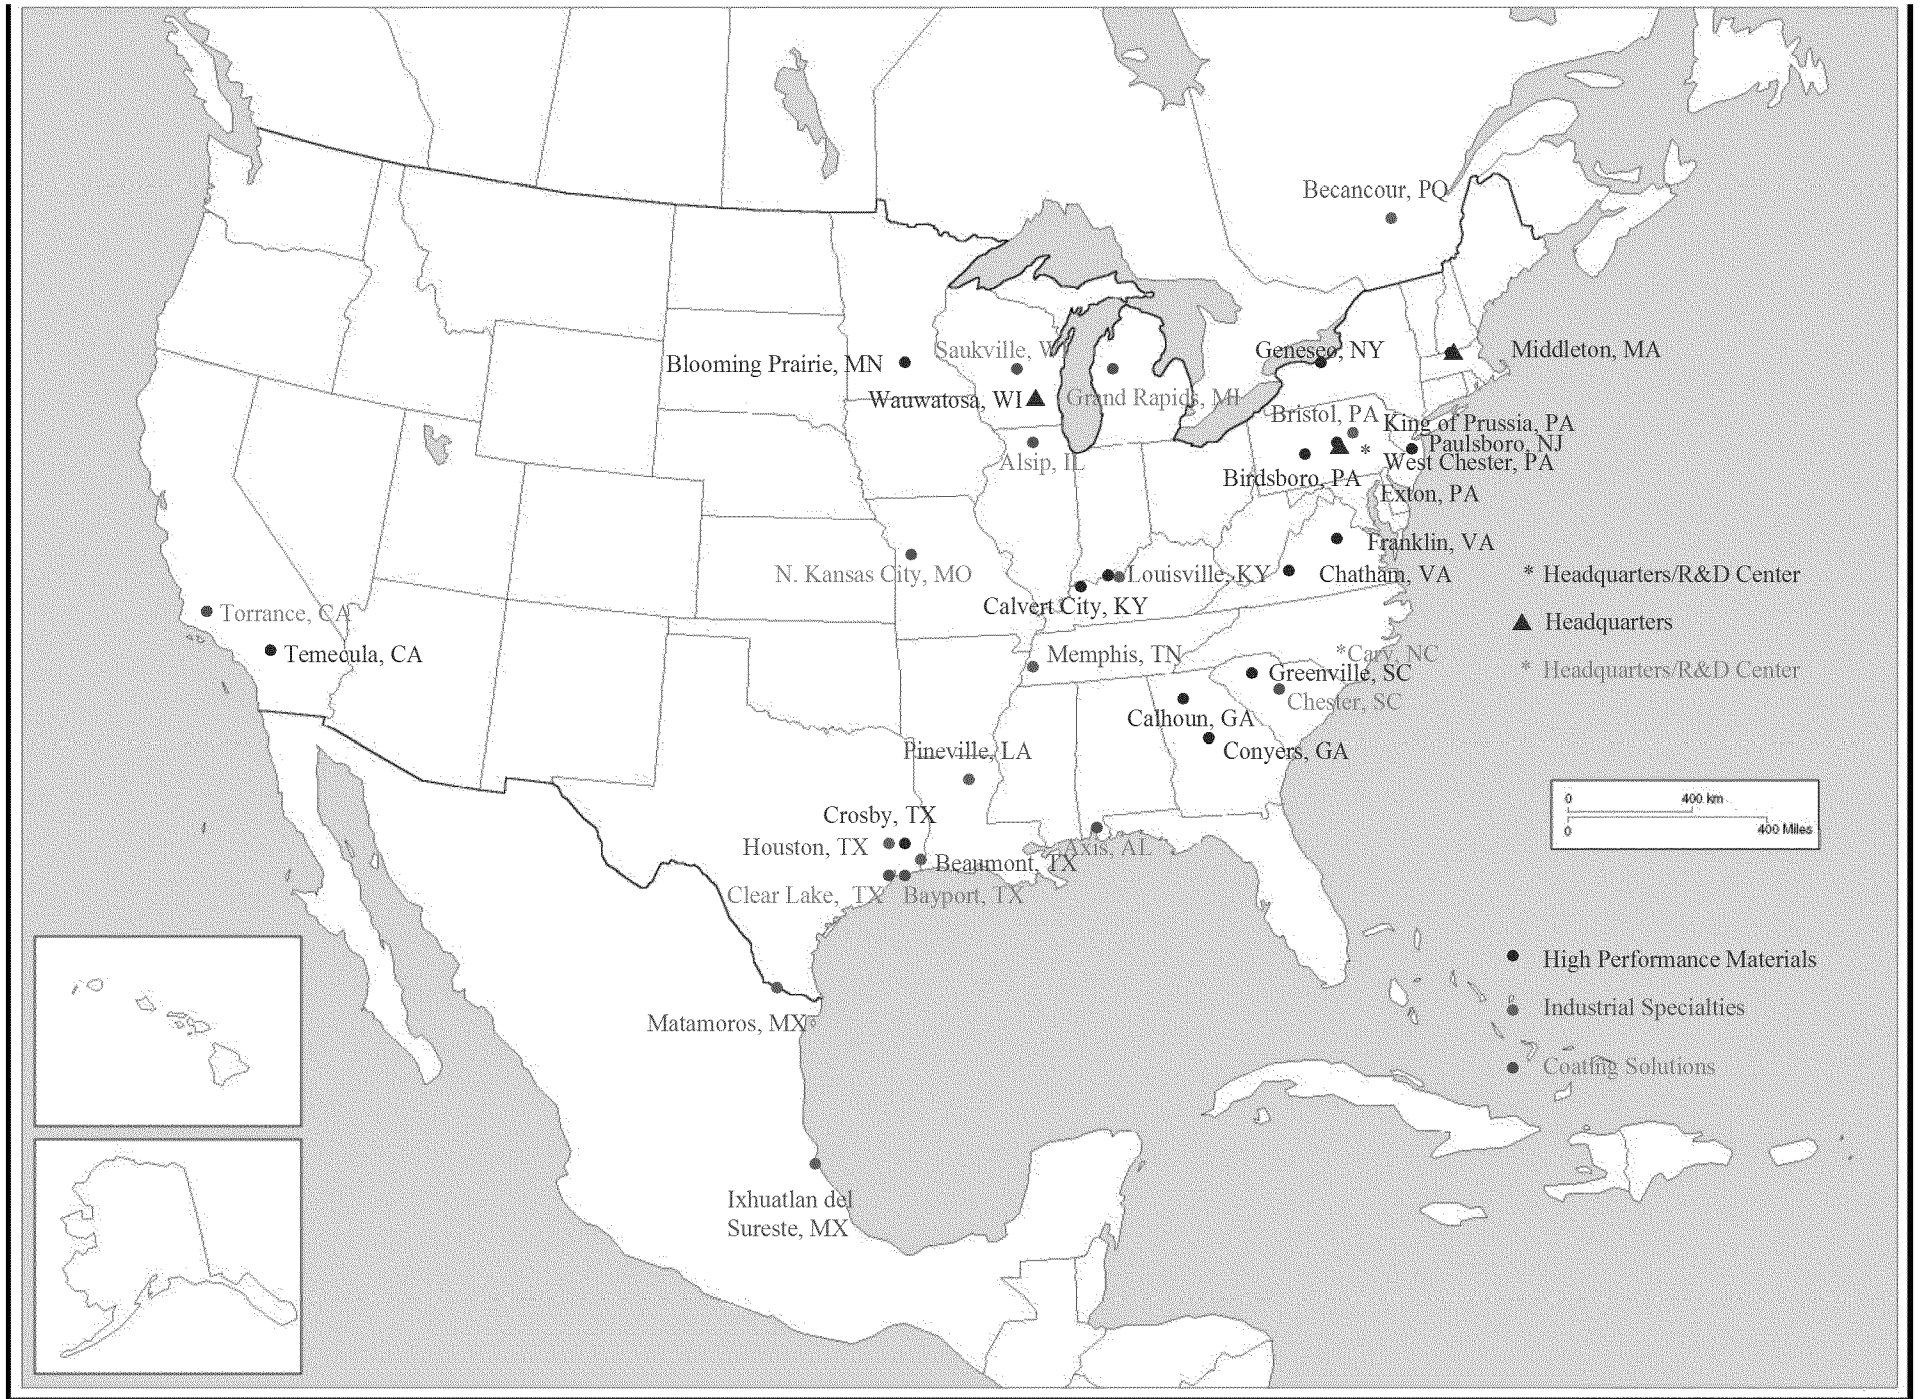 Becancour, PQ
Blooming Prairie, MN
Saukville, WI
Geneseo, NY
Middleton, MA
Wauwatosa, WI
Grand Rapids, MI
Bristol, PA
King of Prussia, PA
Paulsboro, NJ
Alsip, IL
West Chester, PA
Birdsboro, PA
Exton, PA
Franklin, VA
N. Kansas City, MO
Louisville, KY
Chatham, VA
* Headquarters/R&D Center
Calvert City, KY
Torrance, CA
Headquarters
Temecula, CA
Memphis, TN
*Cary, NC
* Headquarters/R&D Center
Greenville, SC
Chester, SC
Calhoun, GA
Pineville, LA
Conyers, GA
0 400 km
0 400 Miles
Crosby, TX
Houston, TX
Axis, AL
Beaumont, TX
Clear Lake, TX
Bayport, TX
High Performance Materials
Industrial Specialties
Matamoros, MX
Coating Solutions
Ixhuatlan del
Sureste, MX